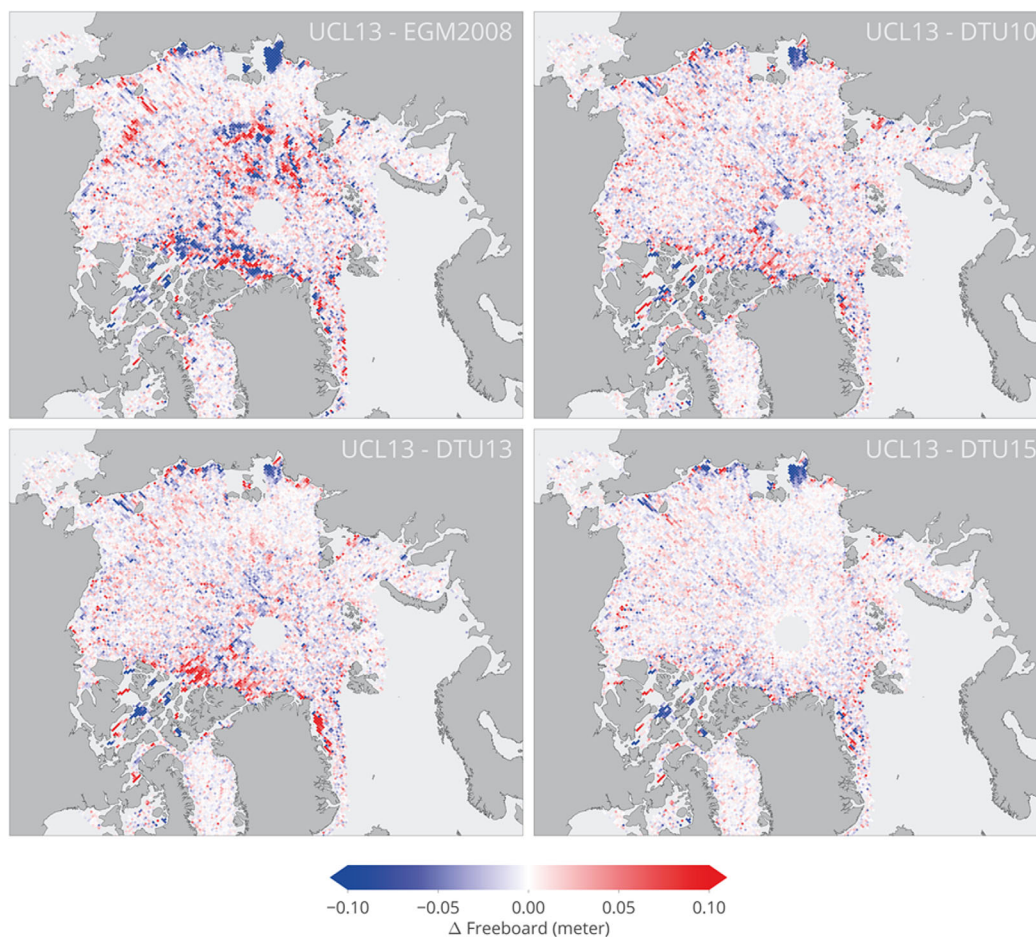 UCL13 - EGM2008
UCL13 - DTU10
UCL13 - DTU13
UCL13 - DTU15
−0.10 −0.05 0.00 0.05 0.10
Δ Freeboard (meter)